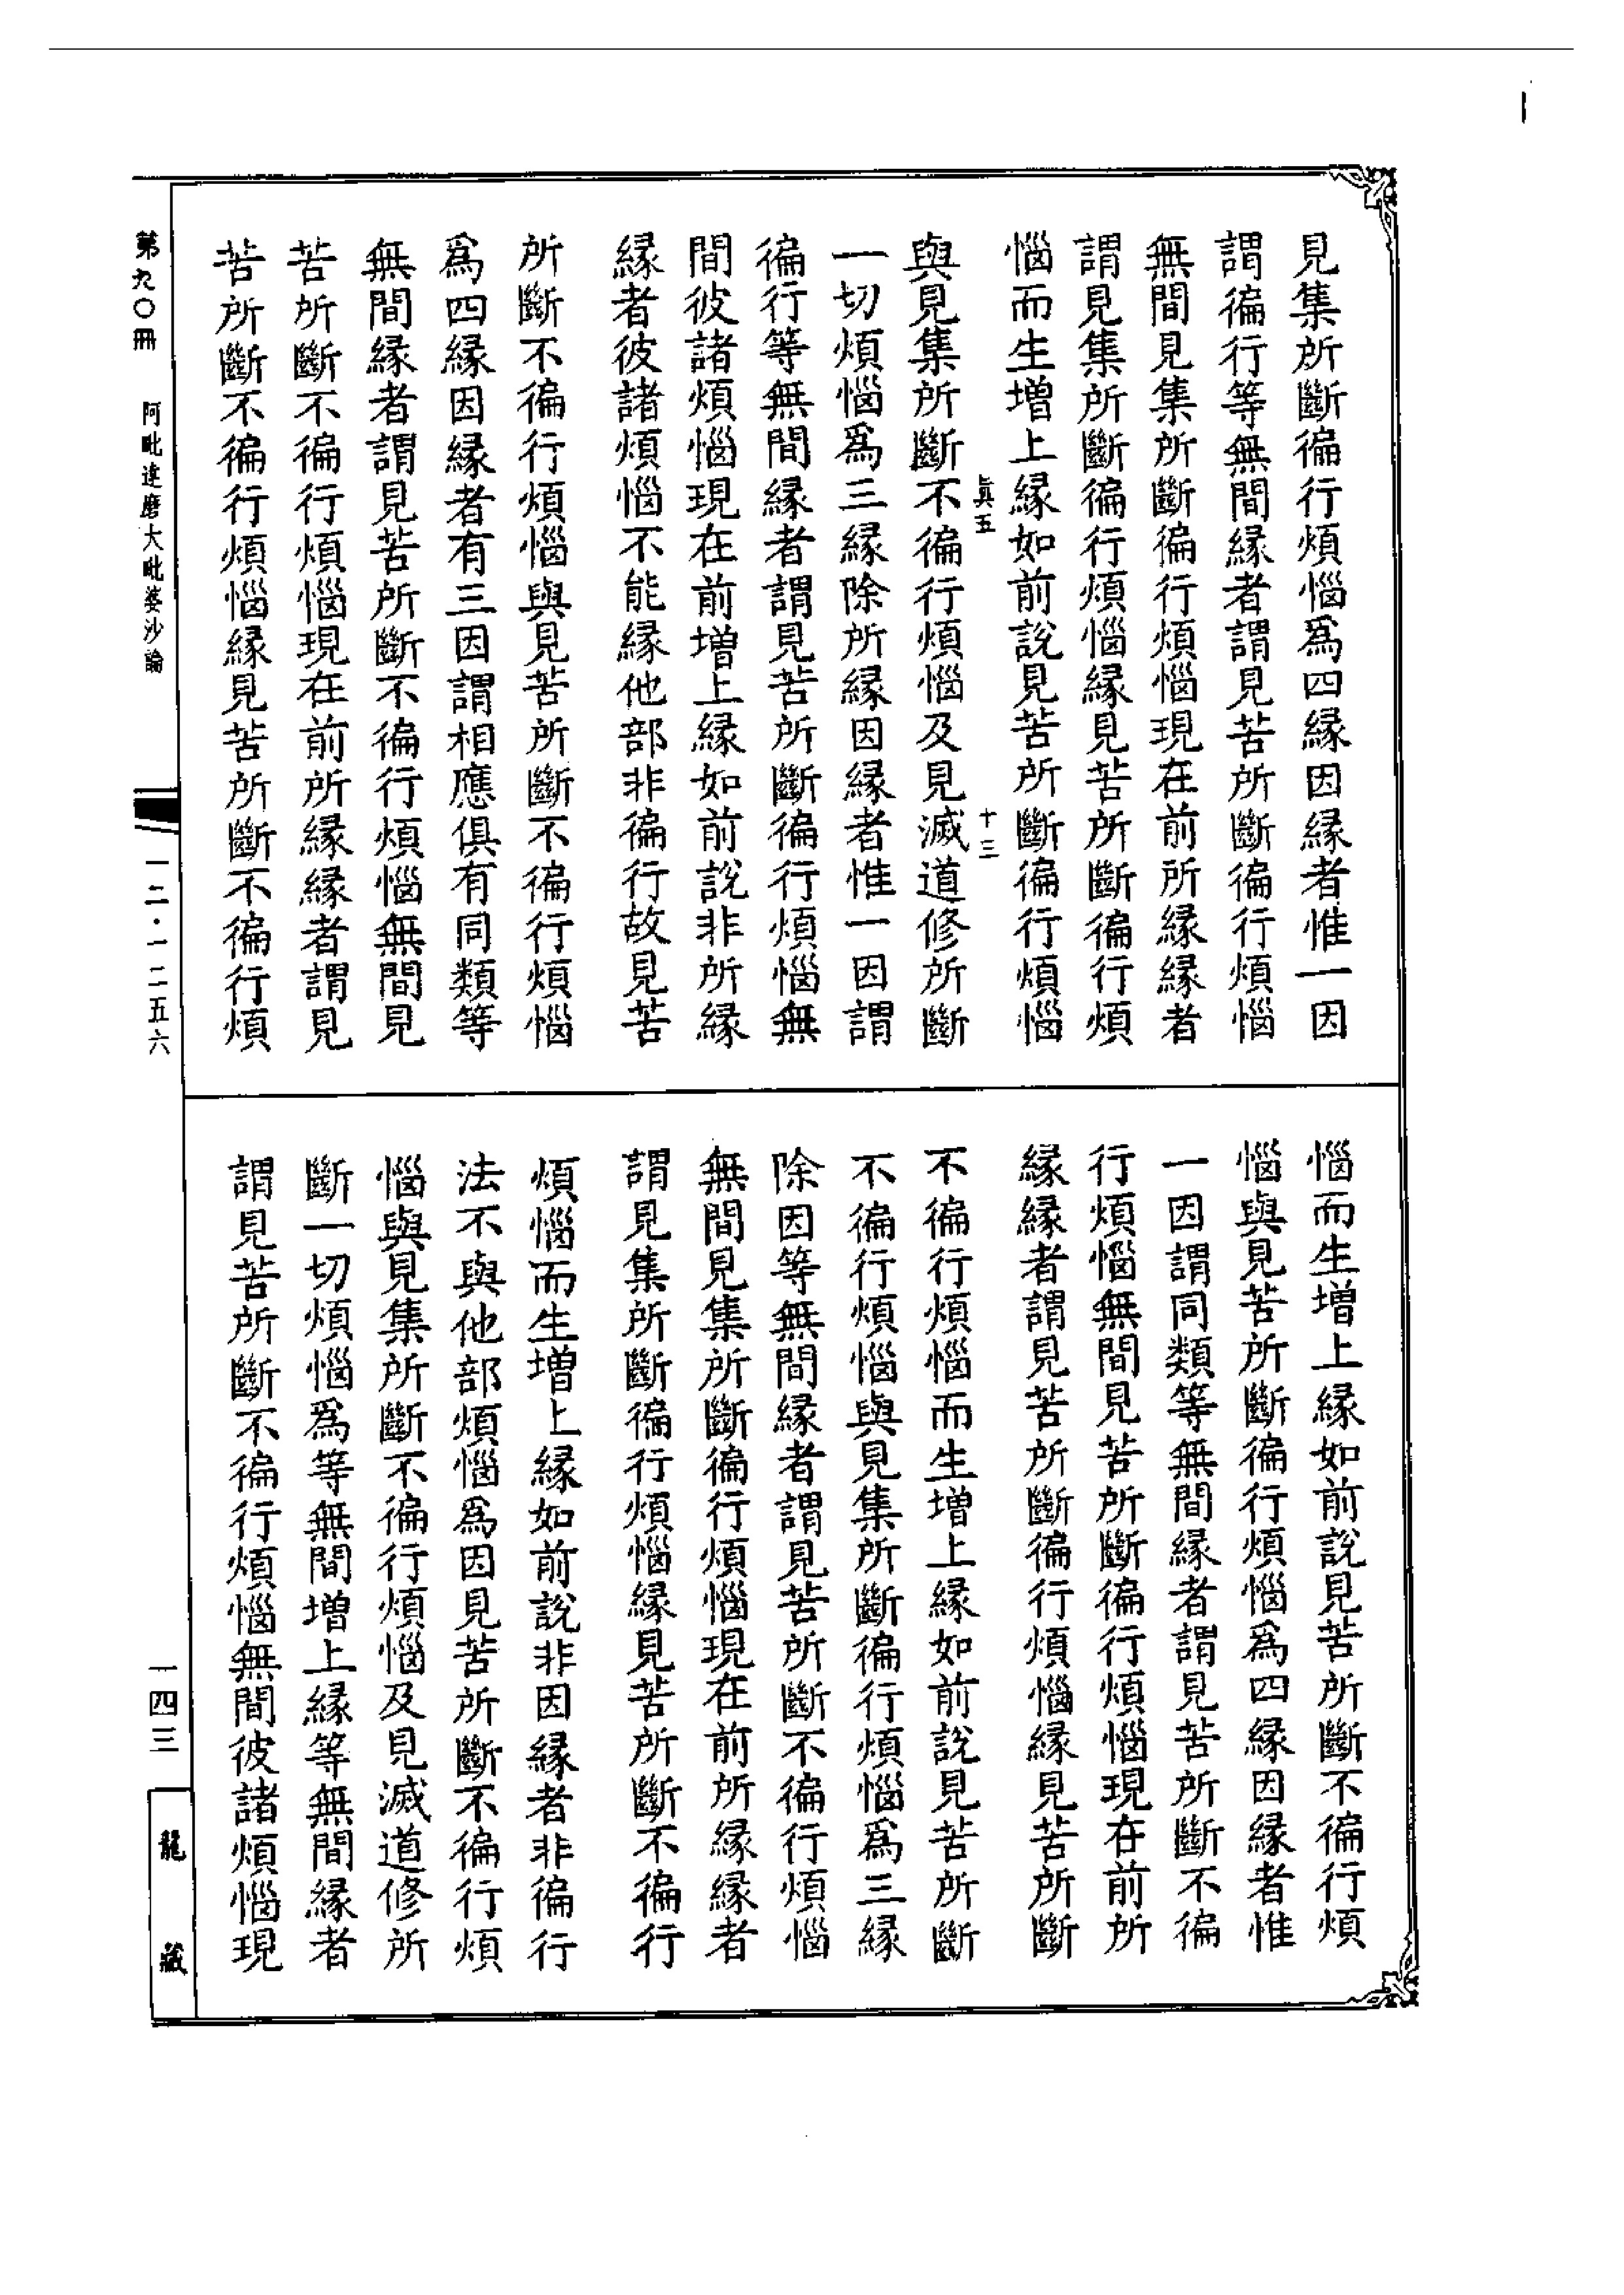 見集所斷徧行煩惱爲四緣因緣者惟一因
謂徧行等無間緣者謂見苦所斷徧行煩惱
無間見集所斷徧行煩惱現在前所緣緣者
謂見集所斷徧行煩惱緣見苦所斷徧行煩
惱而生增上緣如前說見苦所斷徧行煩惱
真五 十三
與見集所斷不徧行煩惱及見滅道修所斷
一切煩惱爲三緣除所緣因緣者惟一因謂
徧行等無間緣者謂見苦所斷徧行煩惱無
間彼諸煩惱現在前增上緣如前說非所緣
緣者彼諸煩惱不能緣他部非徧行故見苦
所斷不徧行煩惱與見苦所斷不徧行煩惱
爲四緣因緣者有三因謂相應俱有同類等
無間緣者謂見苦所斷不徧行煩惱無間見
苦所斷不徧行煩惱現在前所緣緣者謂見
苦所斷不徧行煩惱緣見苦所斷不徧行煩
惱而生增上緣如前說見苦所斷不徧行煩
惱與見苦所斷徧行煩惱爲四緣因緣者惟
一因謂同類等無間緣者謂見苦所斷不徧
行煩惱無間見苦所斷徧行煩惱現在前所
緣緣者謂見苦所斷徧行煩惱緣見苦所斷
不徧行煩惱而生增上緣如前說見苦所斷
不徧行煩惱與見集所斷徧行煩惱爲三緣
除因等無間緣者謂見苦所斷不徧行煩惱
無間見集所斷徧行煩惱現在前所緣緣者
謂見集所斷徧行煩惱緣見苦所斷不徧行
煩惱而生增上緣如前說非因緣者非徧行
法不與他部煩惱爲因見苦所斷不徧行煩
惱與見集所斷不徧行煩惱及見滅道修所
斷一切煩惱爲等無間增上緣等無間緣者
謂見苦所斷不徧行煩惱無間彼諸煩惱現
第九〇冊 阿毗達磨大毗婆沙論 一二·一二五六 一四三 龍藏